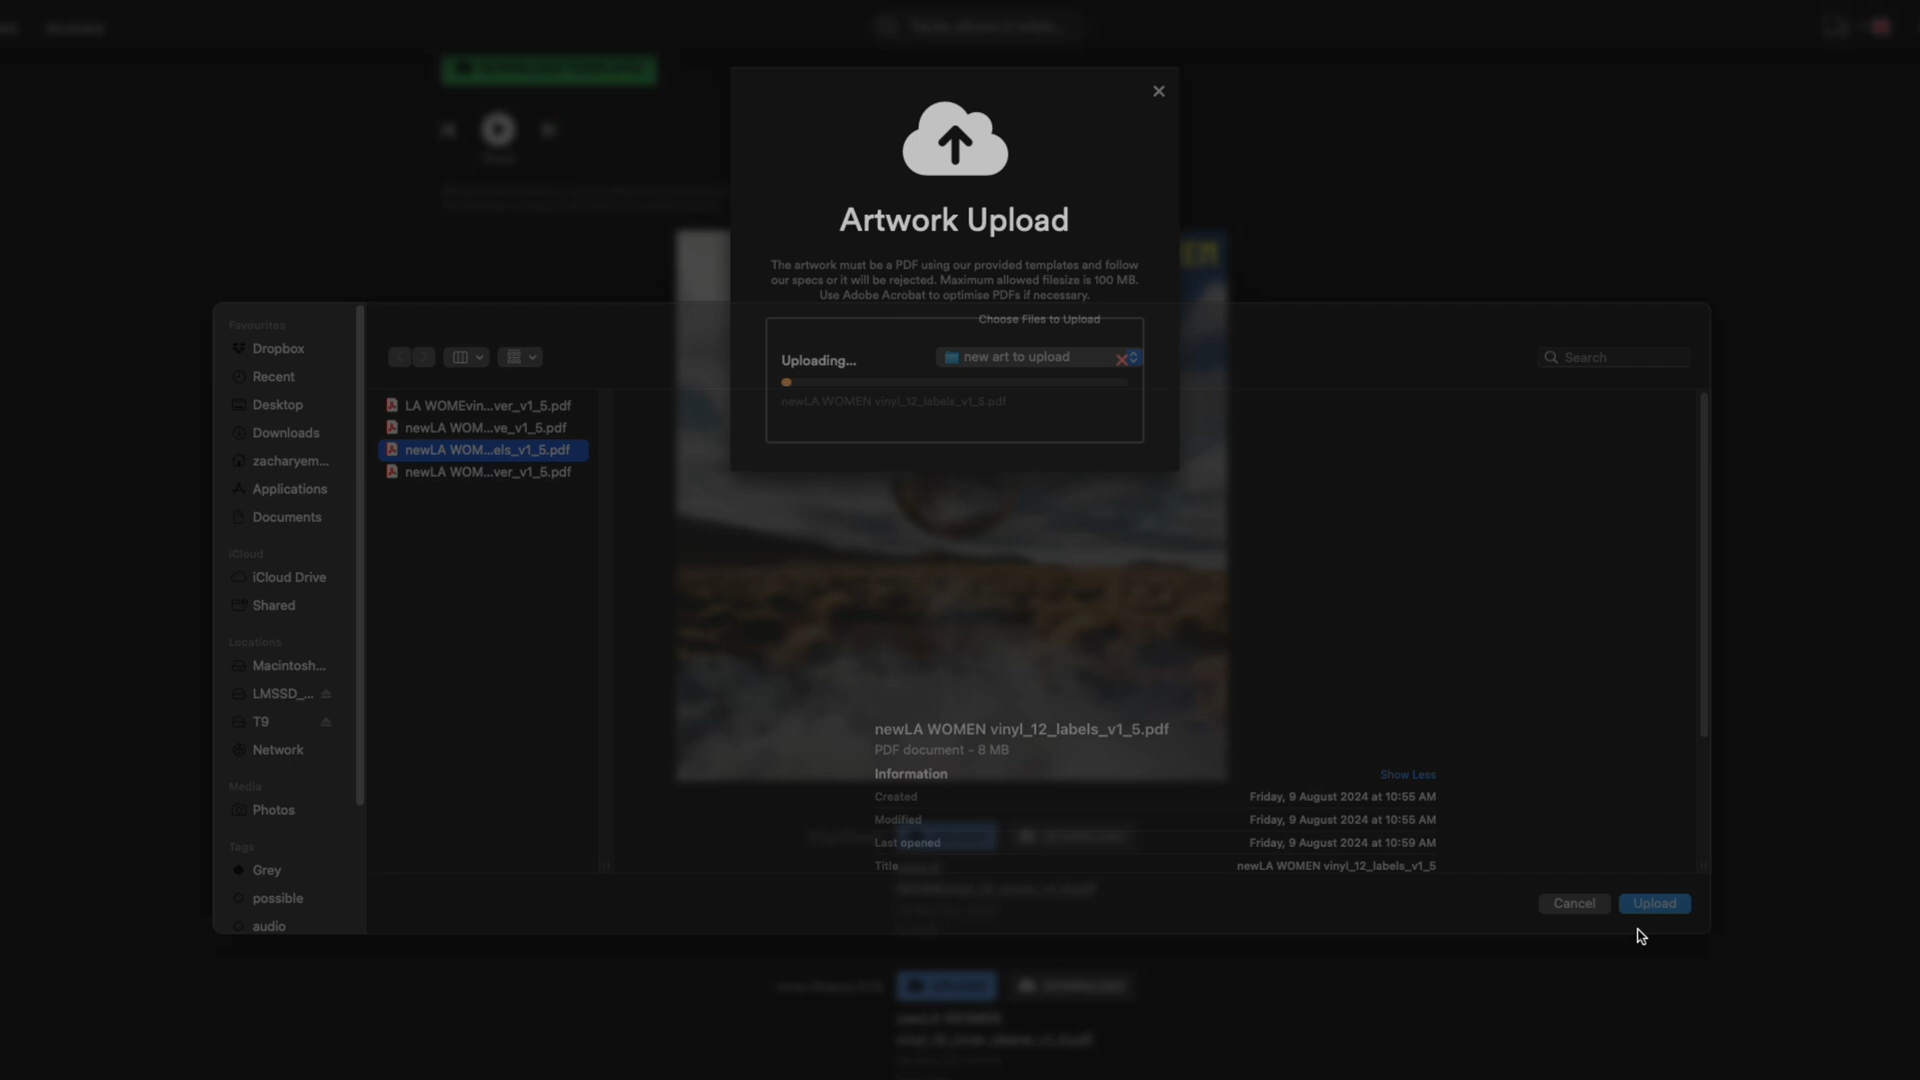 Artwork Upload
The artwork must be a PDF using our provided templates and follow
our specs or it will be rejected. Maximum allowed filesize is 100 MB.
Use Adobe Acrobat to optimise PDFs if necessary.
Choose Files to Upload
Uploading...
new art to upload
newLA WOMEN vinyl_12_labels_v1_5.pdf
Search
Favourites
Dropbox
Recent
Desktop
Downloads
zacharyem...
Applications
Documents
iCloud
iCloud Drive
Shared
Locations
Macintosh...
LMSSD_...
T9
Network
Media
Photos
Tags
Grey
possible
audio
LA WOMEvin...ver_v1_5.pdf
newLA WOM...ve_v1_5.pdf
newLA WOM...els_v1_5.pdf
newLA WOM...ver_v1_5.pdf
newLA WOMEN vinyl_12_labels_v1_5.pdf
PDF document - 8 MB
Information
Show Less
Created Friday, 9 August 2024 at 10:55 AM
Modified Friday, 9 August 2024 at 10:55 AM
Last opened Friday, 9 August 2024 at 10:59 AM
Title newLA WOMEN vinyl_12_labels_v1_5
Cancel
Upload